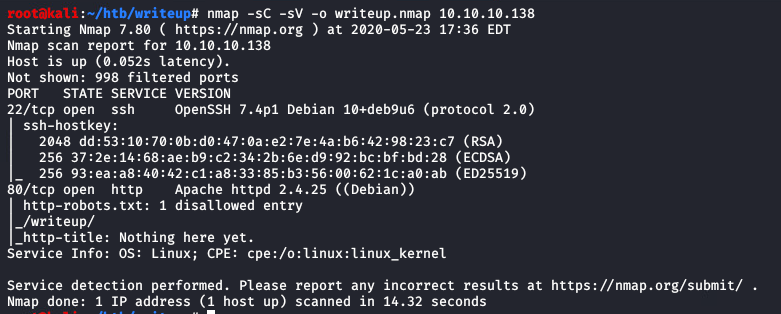 root@kali:~/htb/writeup# nmap -sC -sV -o writeup.nmap 10.10.10.138
Starting Nmap 7.80 ( https://nmap.org ) at 2020-05-23 17:36 EDT
Nmap scan report for 10.10.10.138
Host is up (0.052s latency).
Not shown: 998 filtered ports
PORT   STATE SERVICE VERSION
22/tcp open  ssh     OpenSSH 7.4p1 Debian 10+deb9u6 (protocol 2.0)
| ssh-hostkey:
|   2048 dd:53:10:70:0b:d0:47:0a:e2:7e:4a:b6:42:98:23:c7 (RSA)
|   256 37:2e:14:68:ae:b9:c2:34:2b:6e:d9:92:bc:bf:bd:28 (ECDSA)
|_  256 93:ea:a8:40:42:c1:a8:33:85:b3:56:00:62:1c:a0:ab (ED25519)
80/tcp open  http    Apache httpd 2.4.25 ((Debian))
| http-robots.txt: 1 disallowed entry
|_/writeup/
|_http-title: Nothing here yet.
Service Info: OS: Linux; CPE: cpe:/o:linux:linux_kernel

Service detection performed. Please report any incorrect results at https://nmap.org/submit/ .
Nmap done: 1 IP address (1 host up) scanned in 14.32 seconds